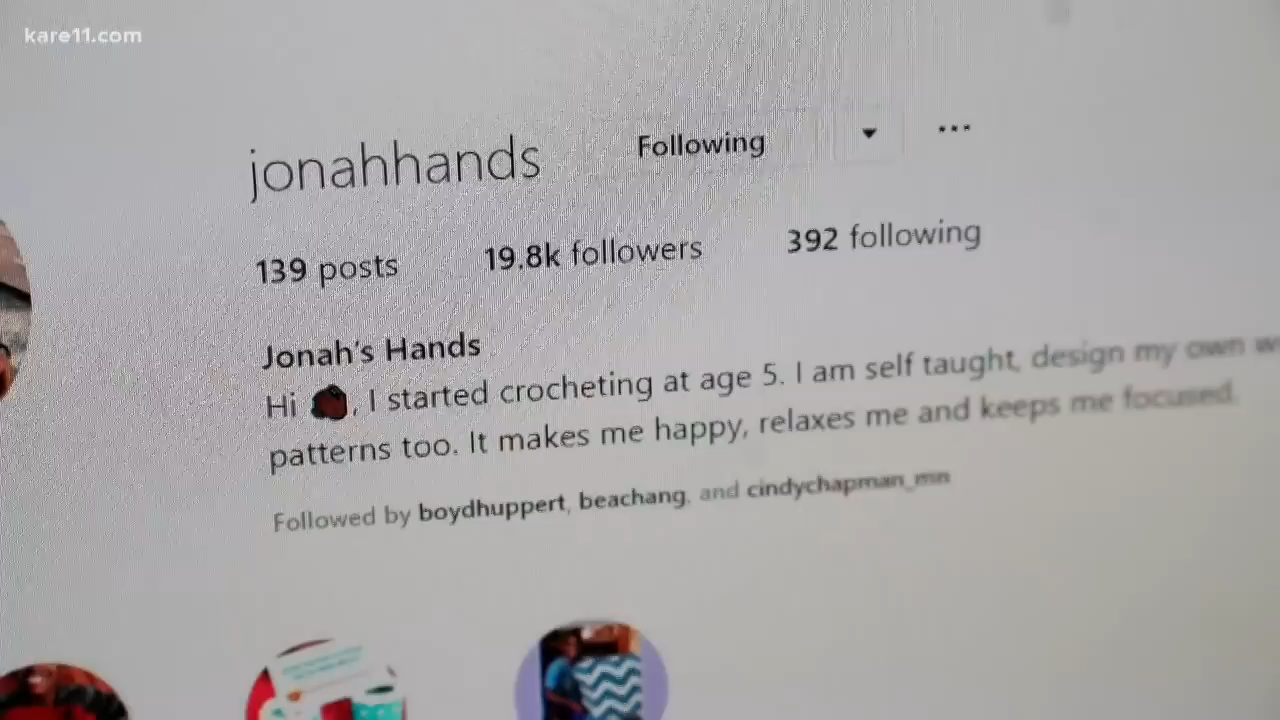 kare11.com
jonahhands Following ...
139 posts 19.8k followers 392 following
Jonah's Hands
Hi , I started crocheting at age 5. I am self taught, design my own
patterns too. It makes me happy, relaxes me and keeps me focused.
Followed by boydhuppert, beachang, and cindychapman_mn